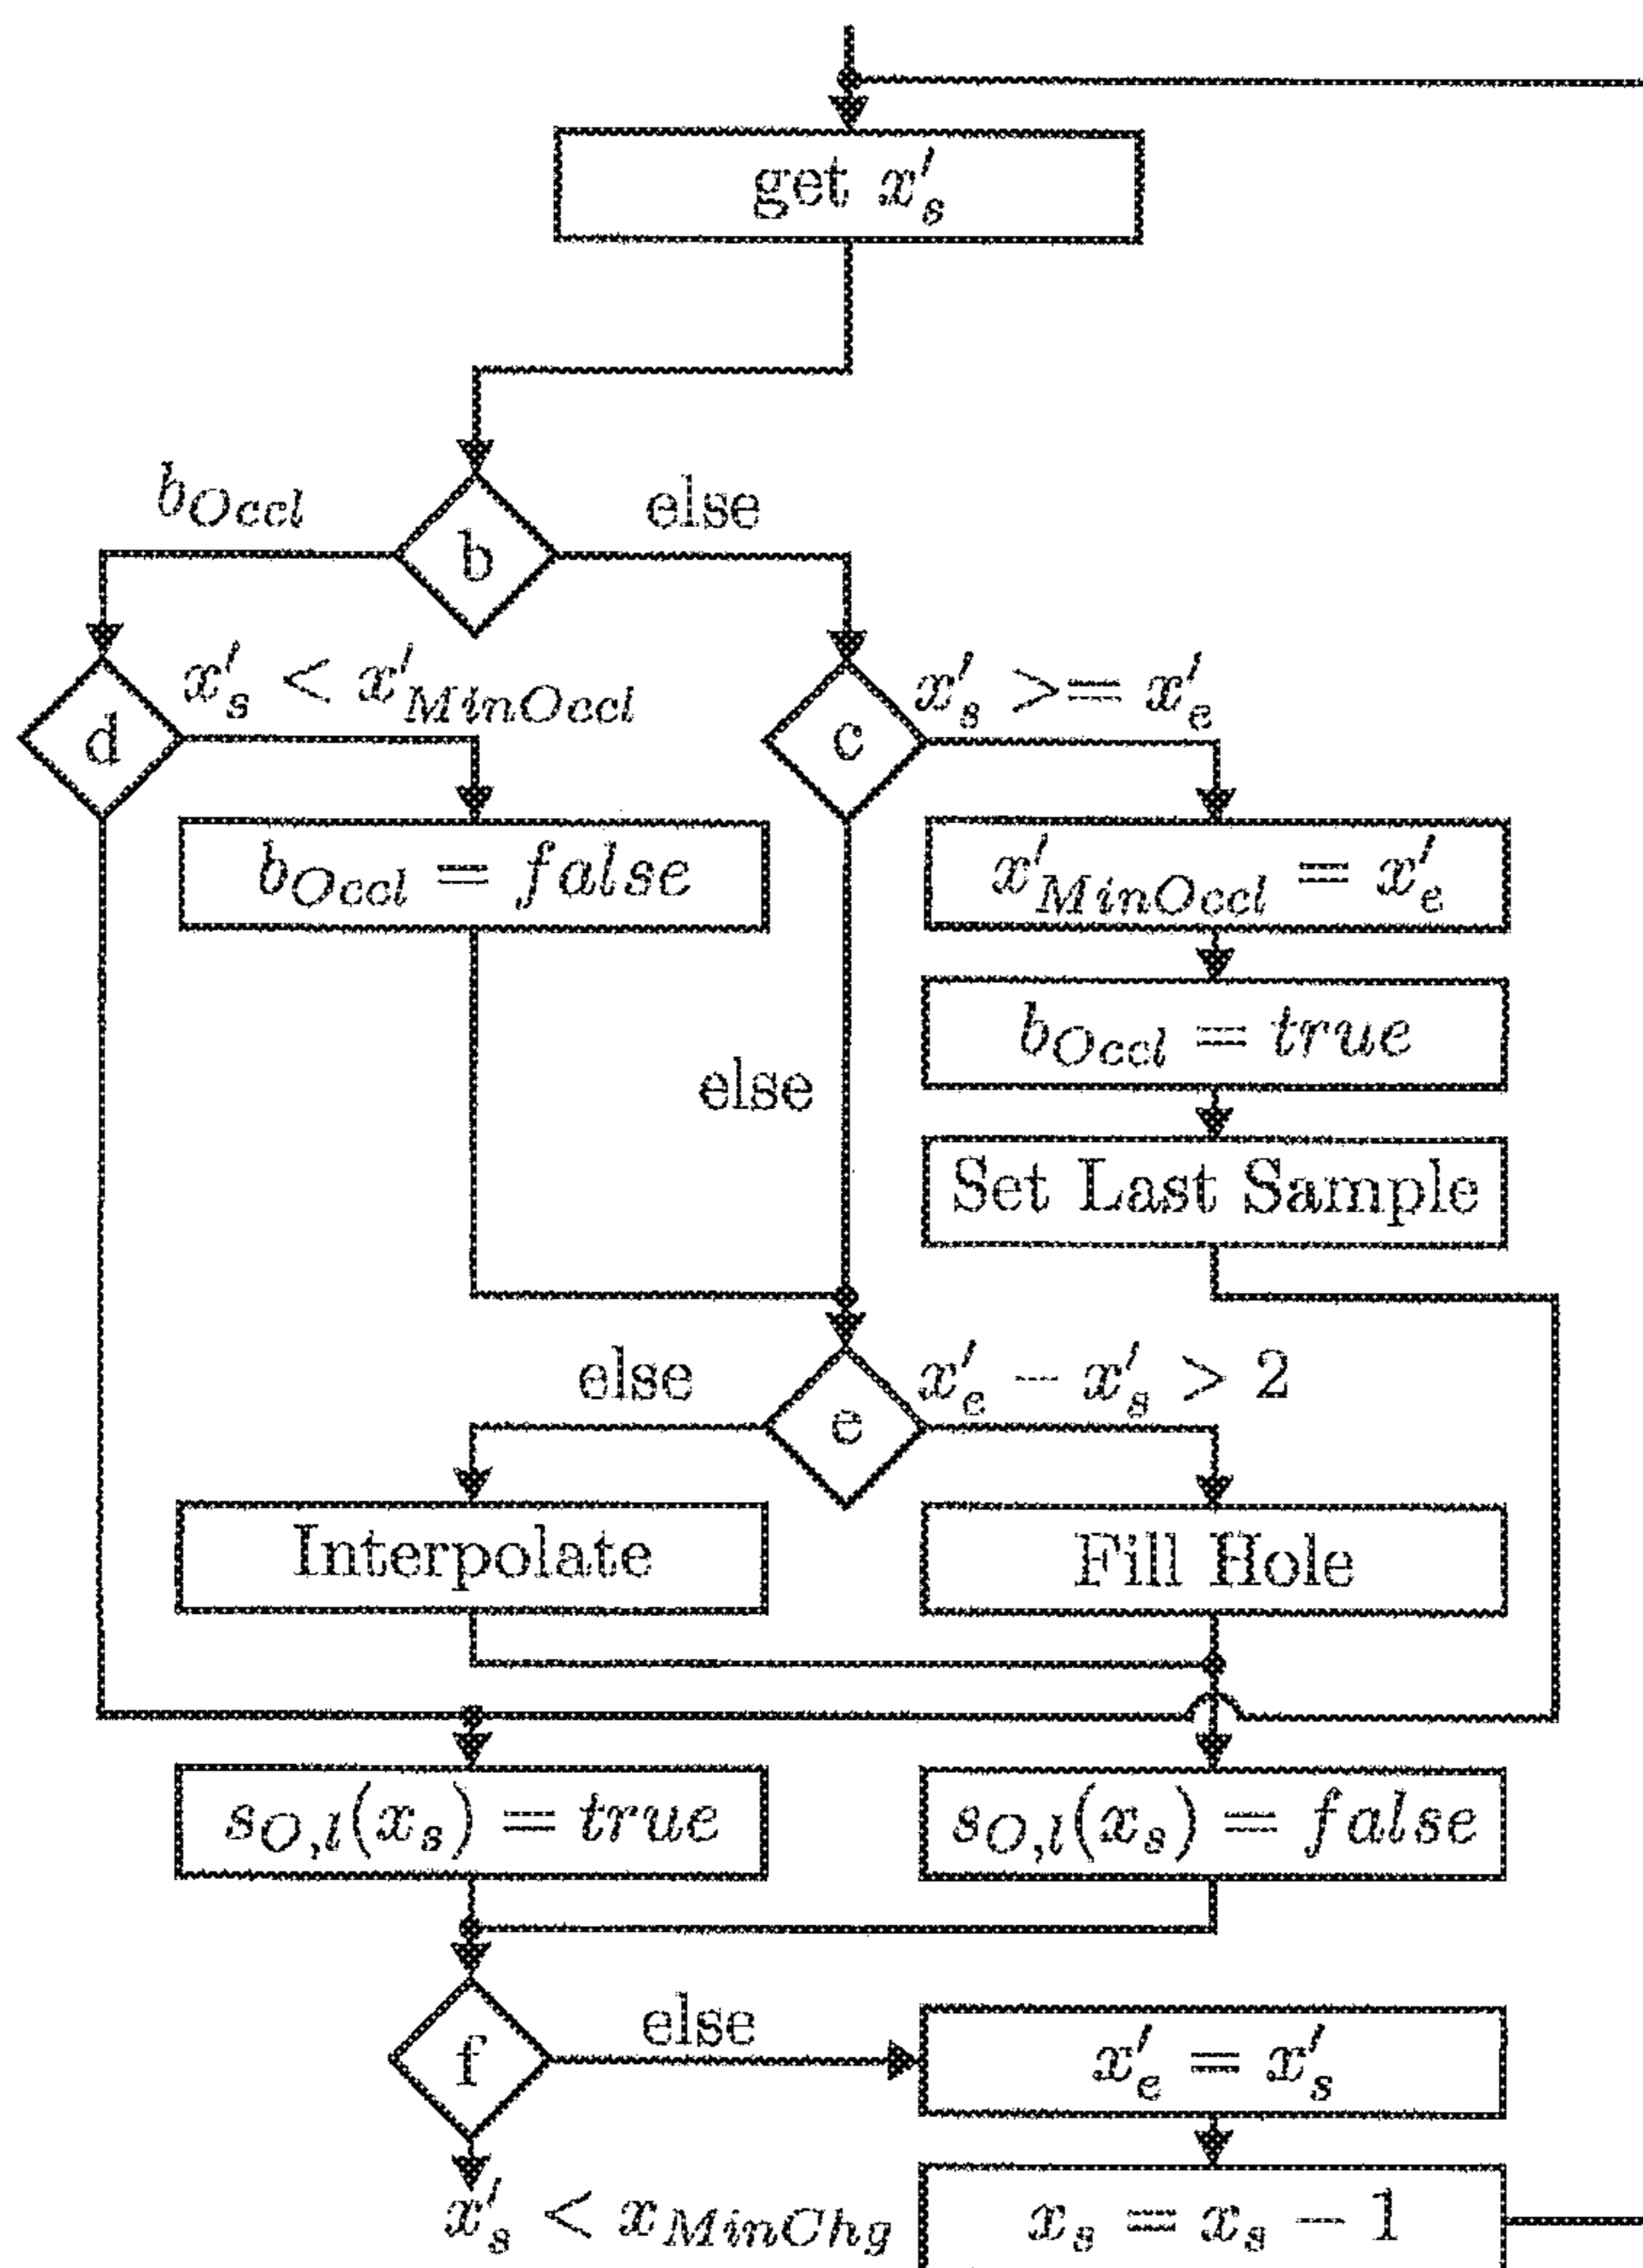 get x′_s
b_Occl
else
b
x′_s < x′_MinOccl
x′_s >= x′_e
d
c
b_Occl = false
x′_MinOccl = x′_e
b_Occl = true
else
Set Last Sample
else
x′_e − x′_s > 2
e
Interpolate
Fill Hole
s_O,l(x_s) = true
s_O,l(x_s) = false
else
f
x′_e = x′_s
x′_s < x_MinChg
x_s = x_s − 1